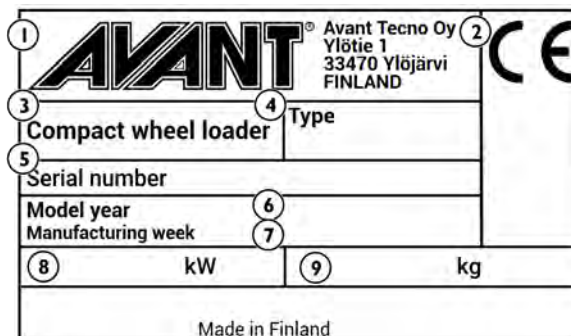 1 AVANT® Avant Tecno Oy 2 CE
Ylötie 1
33470 Ylöjärvi
FINLAND
3 Compact wheel loader 4 Type
5 Serial number
Model year 6
Manufacturing week 7
8 kW 9 kg
Made in Finland